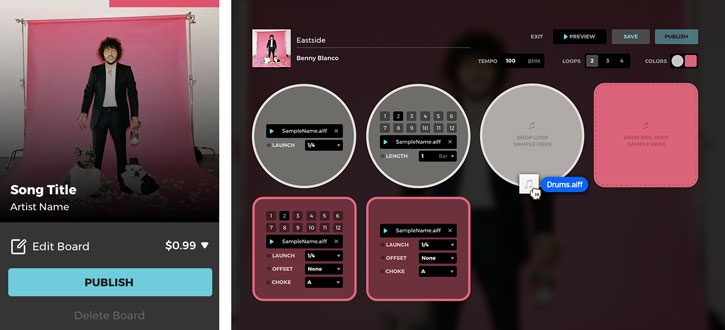 Song Title
Artist Name
Edit Board
$0.99
PUBLISH
Delete Board
Eastside
Benny Blanco
EXIT
PREVIEW
SAVE
PUBLISH
TEMPO 100 BPM
LOOPS 2 3 4
COLORS
SampleName.aiff
LAUNCH 1/4
1 2 3 4 5 6
7 8 9 10 11 12
SampleName.aiff
LENGTH 1 Bar
DROP LOOP
SAMPLE HERE
Drums.aiff
DROP ONE-SHOT
SAMPLE HERE
1 2 3 4 5 6
7 8 9 10 11 12
SampleName.aiff
LAUNCH 1/4
OFFSET None
CHOKE A
SampleName.aiff
LAUNCH 1/4
OFFSET None
CHOKE A